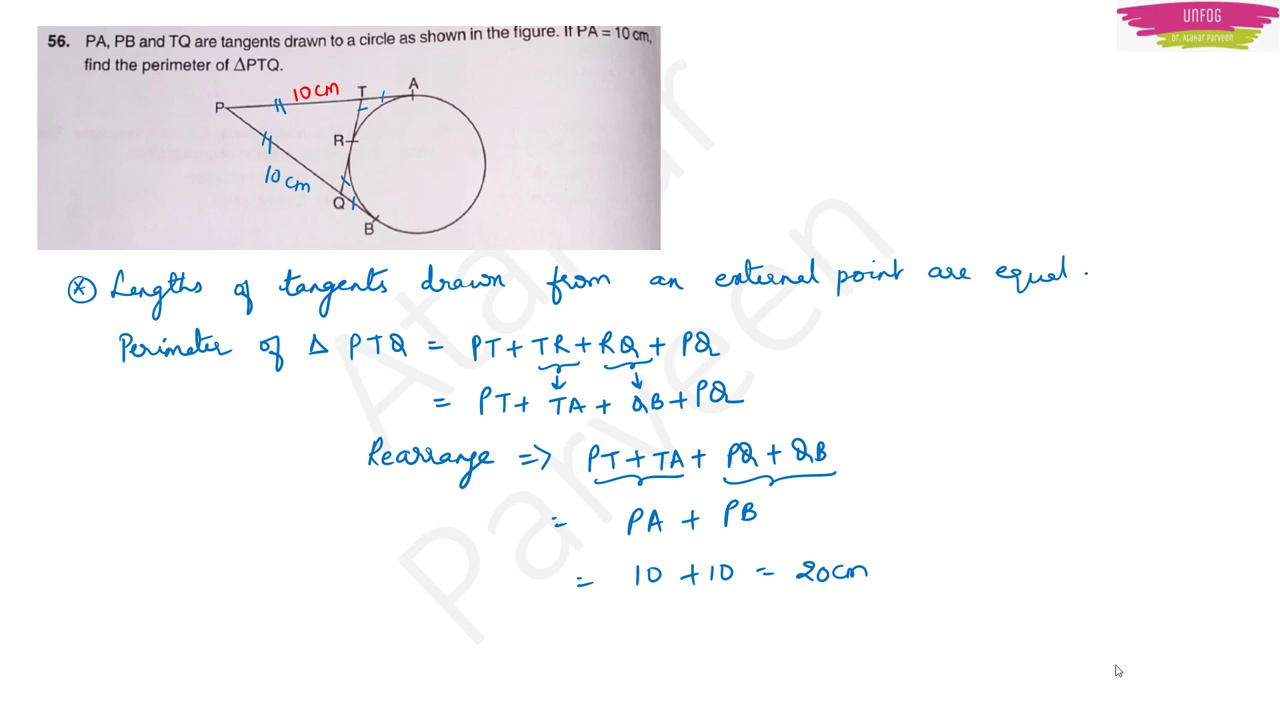 UNFOG
Dr. Atahar Parveen
56. PA, PB and TQ are tangents drawn to a circle as shown in the figure. If PA = 10 cm,
find the perimeter of ΔPTQ.
10cm T A
P
R
10 cm
Q
B
Atahar
Parveen
* Lengths of tangents drawn from an external point are equal.
Perimeter of Δ PTQ = PT + TR + RQ + PQ
= PT + TA + QB + PQ
Rearrange => PT + TA + PQ + QB
= PA + PB
= 10 + 10 = 20cm